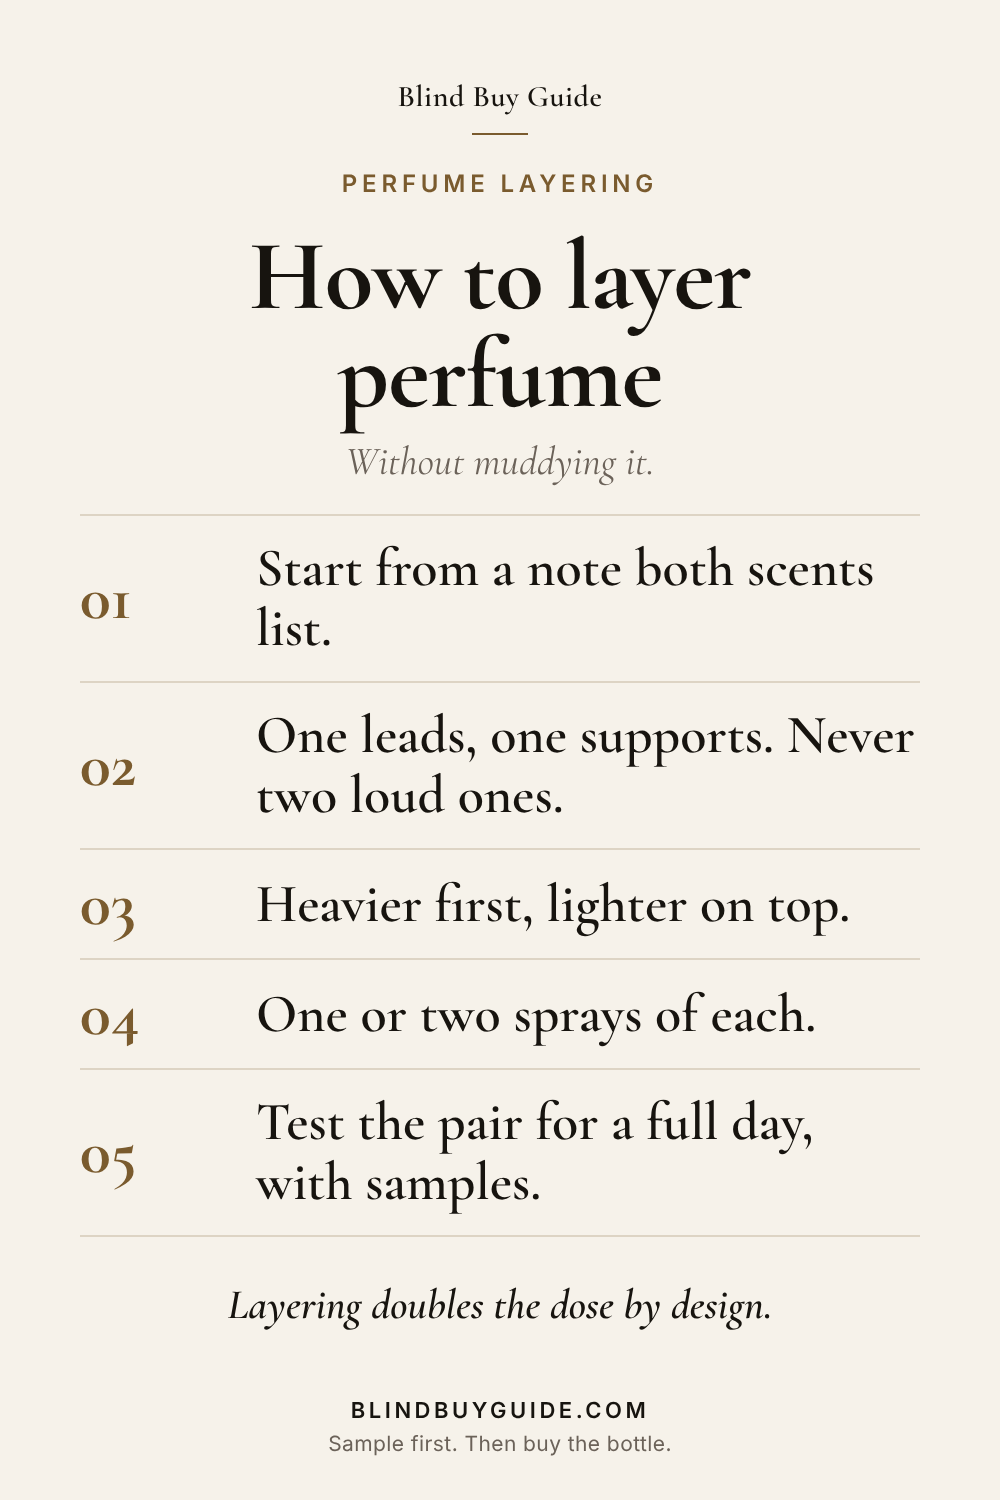 Blind Buy Guide
PERFUME LAYERING
How to layer
perfume
Without muddying it.
01
Start from a note both scents
list.
02
One leads, one supports. Never
two loud ones.
03
Heavier first, lighter on top.
04
One or two sprays of each.
05
Test the pair for a full day,
with samples.
Layering doubles the dose by design.
BLINDBUYGUIDE.COM
Sample first. Then buy the bottle.